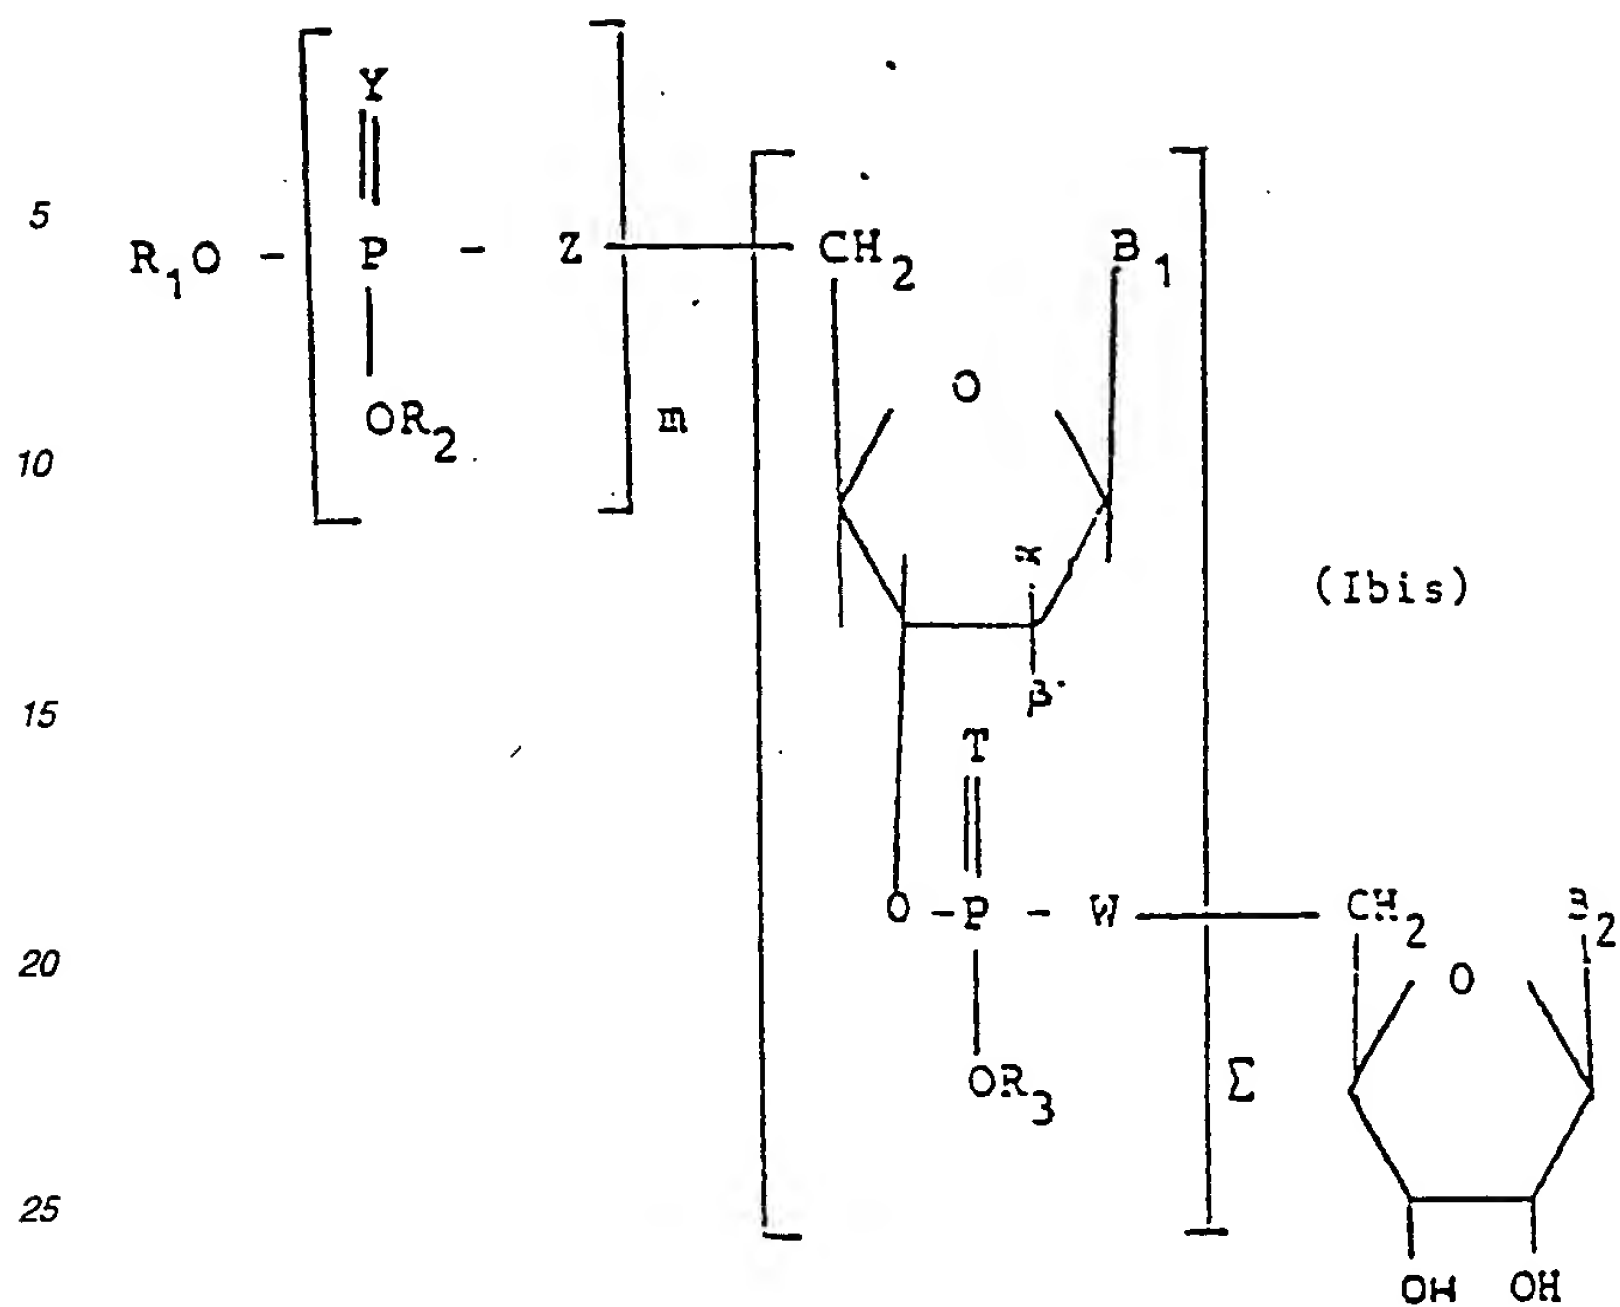 Y
5
R1O - P - Z CH2 B1
O
OR2 m
10
α
(Ibis)
β
15
T
O - P - W CH2 B2
20
O
OR3 Σ
25
OH OH